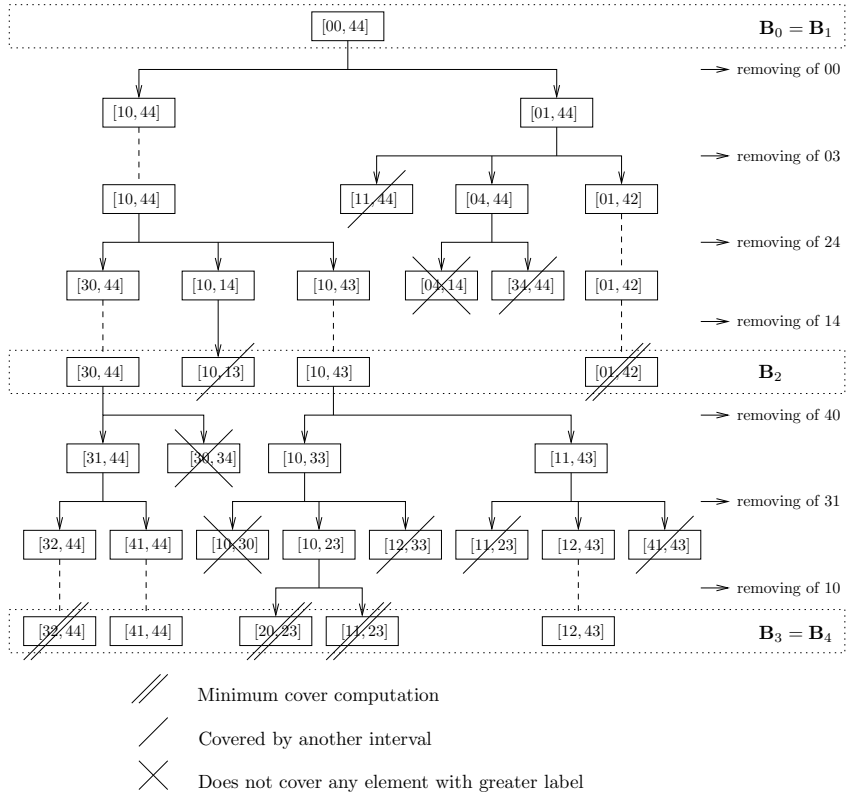 [00, 44] B0 = B1
removing of 00
[10, 44] [01, 44]
removing of 03
[10, 44] [11, 44] [04, 44] [01, 42]
removing of 24
[30, 44] [10, 14] [10, 43] [04, 14] [34, 44] [01, 42]
removing of 14
[30, 44] [10, 13] [10, 43] [01, 42] B2
removing of 40
[31, 44] [30, 34] [10, 33] [11, 43]
removing of 31
[32, 44] [41, 44] [10, 30] [10, 23] [12, 33] [11, 23] [12, 43] [41, 43]
removing of 10
[32, 44] [41, 44] [20, 23] [11, 23] [12, 43] B3 = B4
Minimum cover computation
Covered by another interval
Does not cover any element with greater label